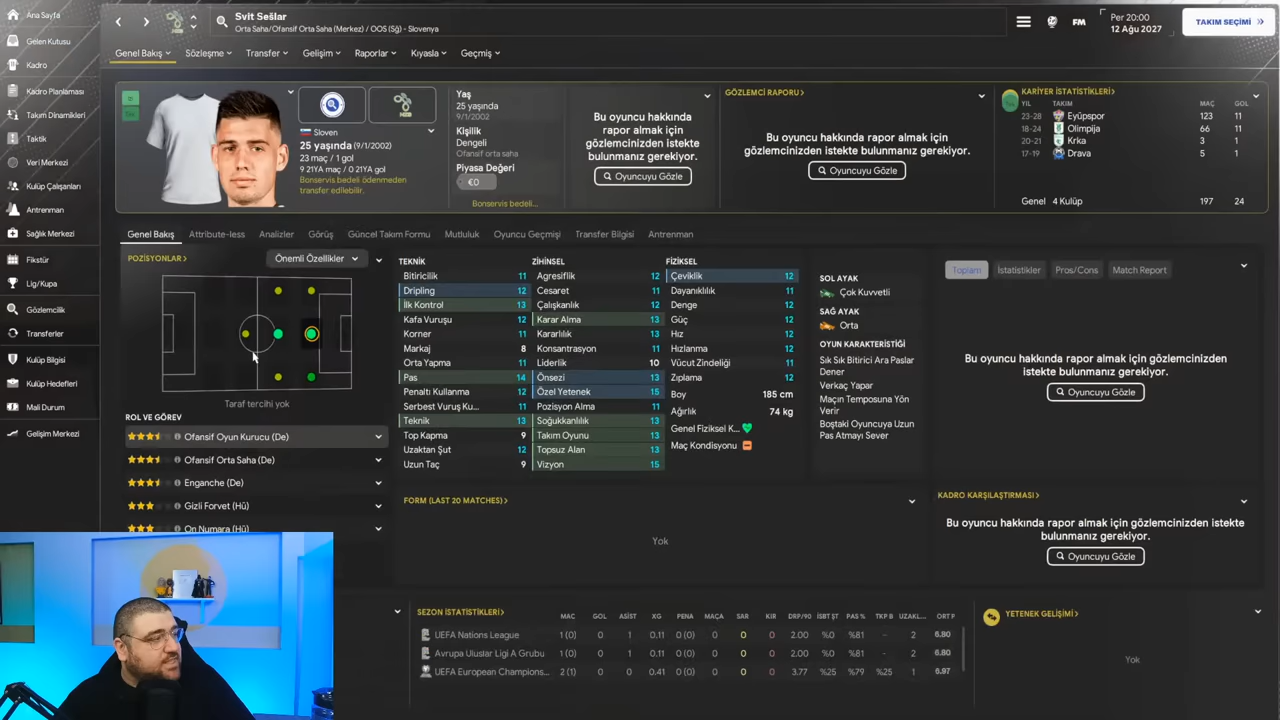 Ana Sayfa
Gelen Kutusu
Kadro
Kadro Planlaması
Takım Dinamikleri
Taktik
Veri Merkezi
Kulüp Çalışanları
Antrenman
Sağlık Merkezi
Fikstür
Lig/Kupa
Gözlemcilik
Transferler
Kulüp Bilgisi
Kulüp Hedefleri
Mali Durum
Gelişim Merkezi
Svit Sešlar
Orta Saha/Ofansif Orta Saha (Merkez) / OOS (Sğ) - Slovenya
FM
Per 20:00
12 Ağu 2027
TAKIM SEÇİMİ
Genel Bakış
Sözleşme
Transfer
Gelişim
Raporlar
Kıyasla
Geçmiş
Sloven
25 yaşında (9/1/2002)
23 maç / 1 gol
9 21YA maç / 0 21YA gol
Bonservis bedeli ödenmeden
transfer edilebilir.
Yaş
25 yaşında
9/1/2002
Kişilik
Dengeli
Ofansif orta saha
Piyasa Değeri
€0
Bonservis bedeli...
Bu oyuncu hakkında
rapor almak için
gözlemcinizden istekte
bulunmanız gerekiyor.
Oyuncuyu Gözle
GÖZLEMCİ RAPORU
Bu oyuncu hakkında rapor almak için
gözlemcinizden istekte bulunmanız gerekiyor.
Oyuncuyu Gözle
KARİYER İSTATİSTİKLERİ
YIL TAKIM MAÇ GOL
23-28 Eyüpspor 123 11
18-24 Olimpija 66 11
20-21 Krka 3 1
17-19 Drava 5 1
Genel 4 Kulüp 197 24
Genel Bakış
Attribute-less
Analizler
Görüş
Güncel Takım Formu
Mutluluk
Oyuncu Geçmişi
Transfer Bilgisi
Antrenman
POZİSYONLAR
Önemli Özellikler
Taraf tercihi yok
ROL VE GÖREV
Ofansif Oyun Kurucu (De)
Ofansif Orta Saha (De)
Enganche (De)
Gizli Forvet (Hü)
On Numara (Hü)
TEKNİK
Bitiricilik 11
Dripling 12
İlk Kontrol 13
Kafa Vuruşu 12
Korner 11
Markaj 8
Orta Yapma 11
Pas 14
Penaltı Kullanma 12
Serbest Vuruş Ku... 11
Teknik 13
Top Kapma 9
Uzaktan Şut 12
Uzun Taç 9
ZİHİNSEL
Agresiflik 12
Cesaret 11
Çalışkanlık 12
Karar Alma 13
Kararlılık 13
Konsantrasyon 11
Liderlik 10
Önsezi 13
Özel Yetenek 15
Pozisyon Alma 11
Soğukkanlılık 13
Takım Oyunu 13
Topsuz Alan 13
Vizyon 15
FİZİKSEL
Çeviklik 12
Dayanıklılık 11
Denge 12
Güç 12
Hız 12
Hızlanma 12
Vücut Zindeliği 11
Zıplama 12
Boy 185 cm
Ağırlık 74 kg
Genel Fiziksel K...
Maç Kondisyonu
SOL AYAK
Çok Kuvvetli
SAĞ AYAK
Orta
OYUN KARAKTERİSTİĞİ
Sık Sık Bitirici Ara Paslar
Dener
Verkaç Yapar
Maçın Temposuna Yön
Verir
Boştaki Oyuncuya Uzun
Pas Atmayı Sever
Toplam
İstatistikler
Pros/Cons
Match Report
Bu oyuncu hakkında rapor almak için gözlemcinizden
istekte bulunmanız gerekiyor.
Oyuncuyu Gözle
FORM (LAST 20 MATCHES)
Yok
KADRO KARŞILAŞTIRMASI
Bu oyuncu hakkında rapor almak için gözlemcinizden istekte
bulunmanız gerekiyor.
Oyuncuyu Gözle
SEZON İSTATİSTİKLERİ
MAÇ GOL ASİST XG PENA MAÇA SAR KIR DRP/90 İSBT ŞT PAS % TKP B UZAKL... ORT P
UEFA Nations League 1 (0) 0 1 0.11 0 (0) 0 0 0 2.00 %0 %81 - 2 6.80
Avrupa Uluslar Ligi A Grubu 1 (0) 0 1 0.11 0 (0) 0 0 0 2.00 %0 %81 - 2 6.80
UEFA European Champions... 2 (1) 0 0 0.41 0 (0) 0 0 0 3.77 %25 %79 %25 1 6.97
YETENEK GELİŞİMİ
Yok